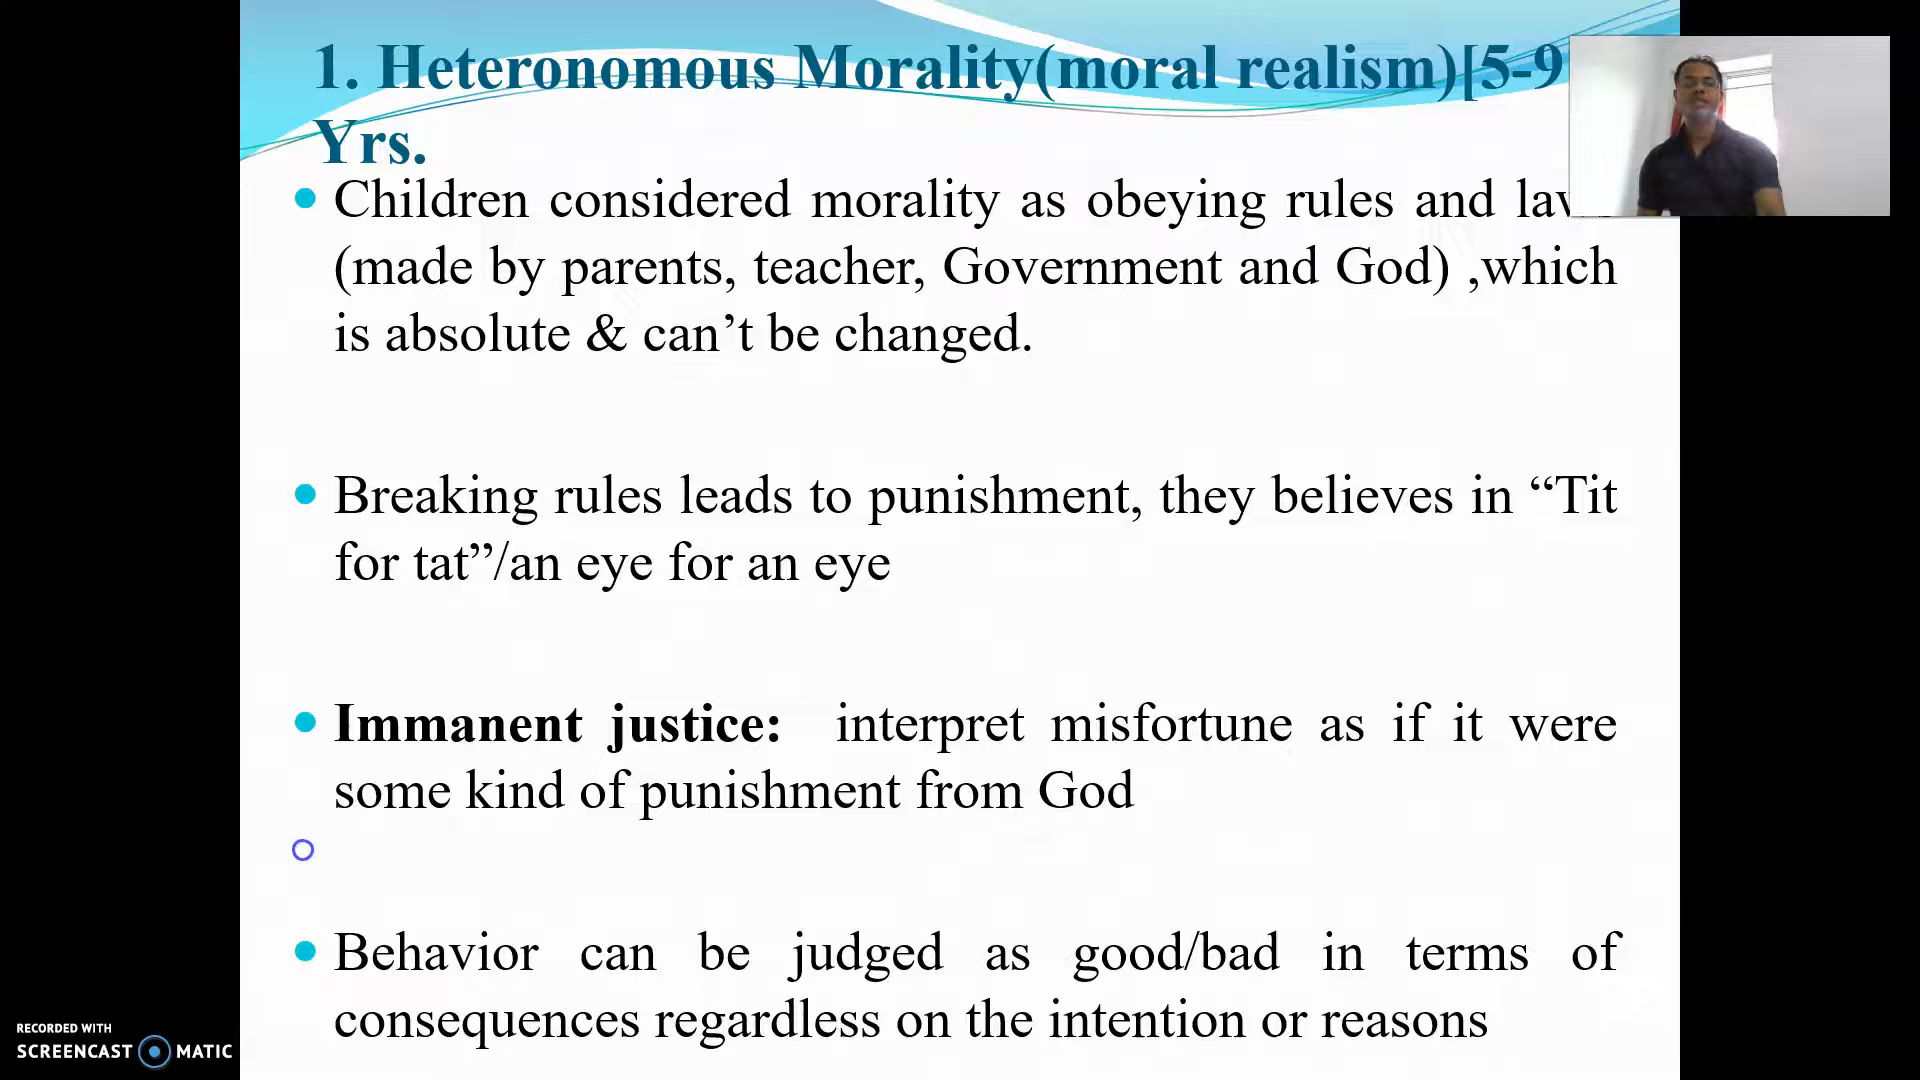 1. Heteronomous Morality(moral realism)[5-9
Yrs.
Children considered morality as obeying rules and
(made by parents, teacher, Government and God) ,which
is absolute & can’t be changed.
Breaking rules leads to punishment, they believes in “Tit
for tat”/an eye for an eye
Immanent justice: interpret misfortune as if it were
some kind of punishment from God
Behavior can be judged as good/bad in terms of
consequences regardless on the intention or reasons
RECORDED WITH
SCREENCAST MATIC